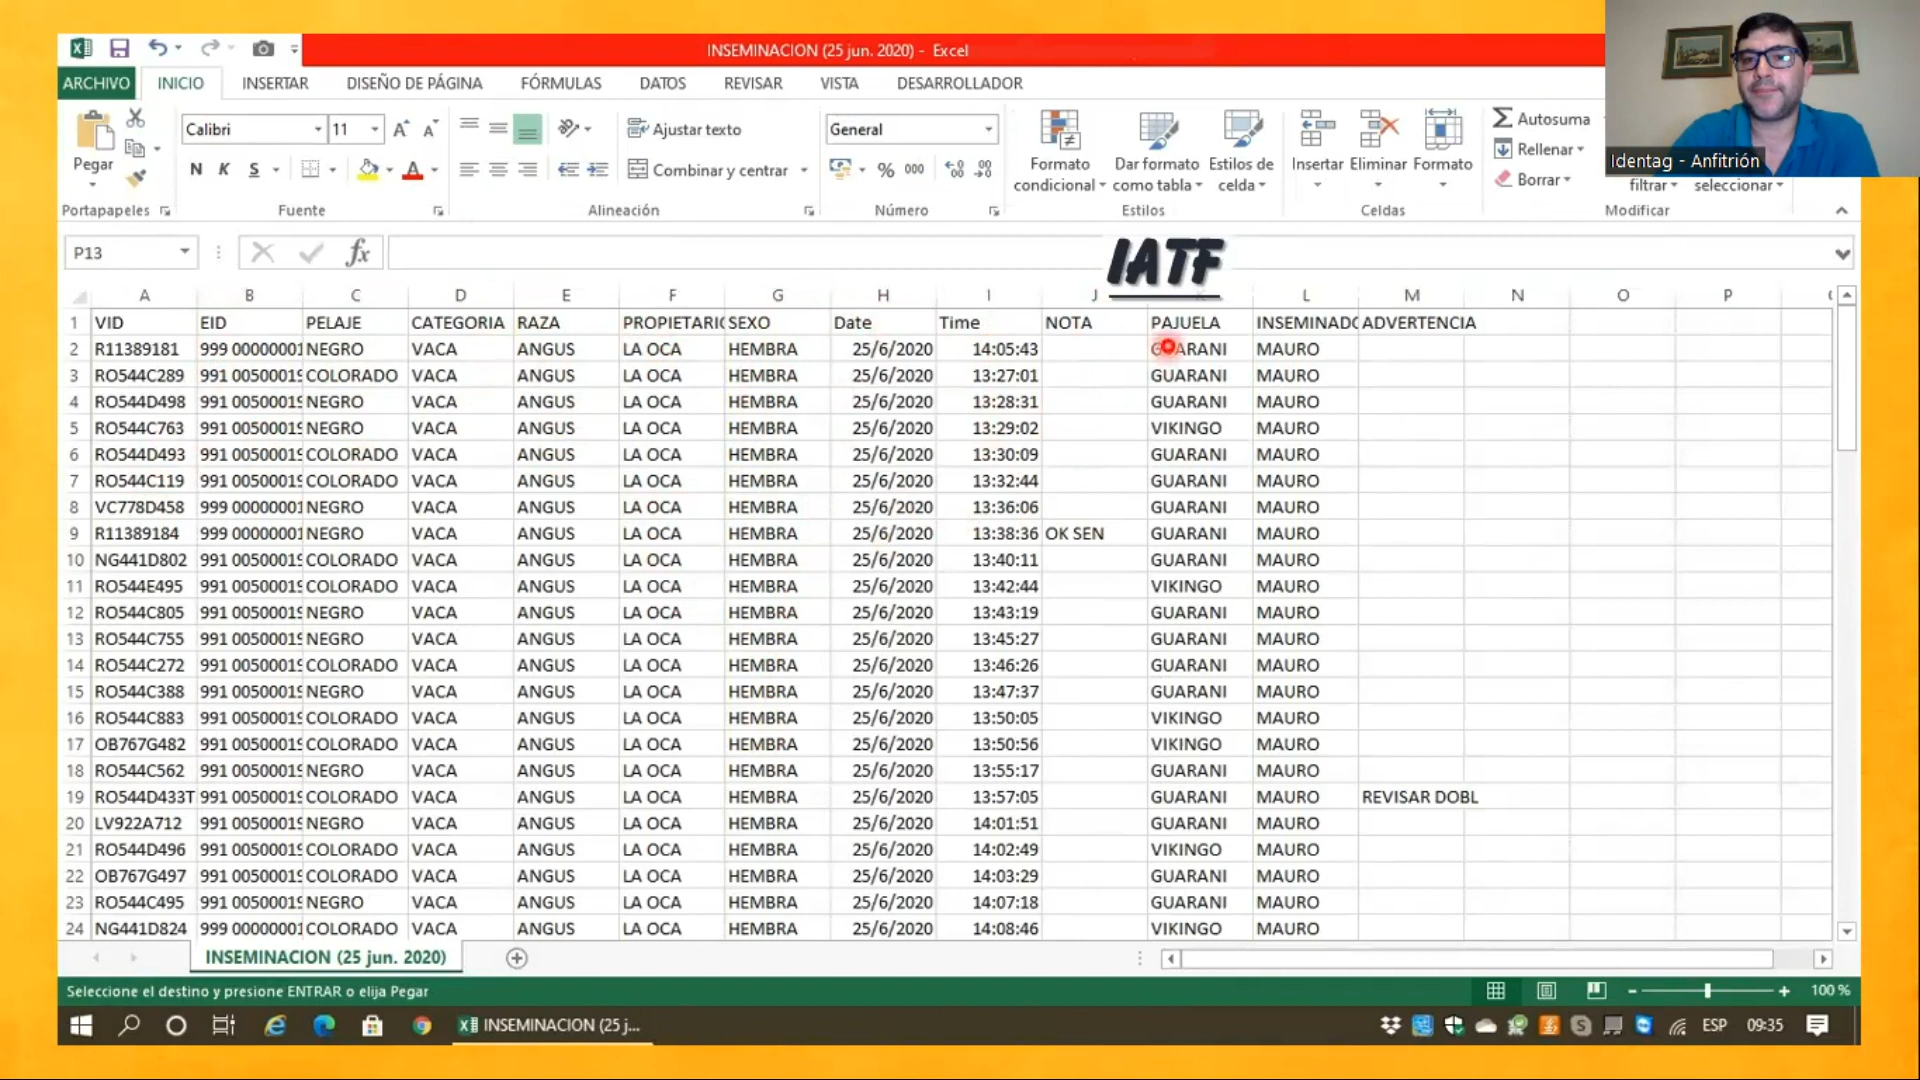 INSEMINACION (25 jun. 2020) - Excel
ARCHIVO INICIO INSERTAR DISEÑO DE PÁGINA FÓRMULAS DATOS REVISAR VISTA DESARROLLADOR
Identag - Anfitrión
Calibri 11 Ajustar texto General Autosuma
Pegar N K S Combinar y centrar % 000 Formato condicional Dar formato como tabla Estilos de celda Insertar Eliminar Formato Rellenar
Borrar filtrar seleccionar
Portapapeles Fuente Alineación Número Estilos Celdas Modificar
P13 fx
IATF
A B C D E F G H I J L M N O P
1 VID EID PELAJE CATEGORIA RAZA PROPIETARIO SEXO Date Time NOTA PAJUELA INSEMINADO ADVERTENCIA
2 R11389181 999 00000001 NEGRO VACA ANGUS LA OCA HEMBRA 25/6/2020 14:05:43 GUARANI MAURO
3 RO544C289 991 00500019 COLORADO VACA ANGUS LA OCA HEMBRA 25/6/2020 13:27:01 GUARANI MAURO
4 RO544D498 991 00500019 NEGRO VACA ANGUS LA OCA HEMBRA 25/6/2020 13:28:31 GUARANI MAURO
5 RO544C763 991 00500019 NEGRO VACA ANGUS LA OCA HEMBRA 25/6/2020 13:29:02 VIKINGO MAURO
6 RO544D493 991 00500019 COLORADO VACA ANGUS LA OCA HEMBRA 25/6/2020 13:30:09 GUARANI MAURO
7 RO544C119 991 00500019 COLORADO VACA ANGUS LA OCA HEMBRA 25/6/2020 13:32:44 GUARANI MAURO
8 VC778D458 999 00000001 NEGRO VACA ANGUS LA OCA HEMBRA 25/6/2020 13:36:06 GUARANI MAURO
9 R11389184 999 00000001 NEGRO VACA ANGUS LA OCA HEMBRA 25/6/2020 13:38:36 OK SEN GUARANI MAURO
10 NG441D802 991 00500019 COLORADO VACA ANGUS LA OCA HEMBRA 25/6/2020 13:40:11 GUARANI MAURO
11 RO544E495 991 00500019 COLORADO VACA ANGUS LA OCA HEMBRA 25/6/2020 13:42:44 VIKINGO MAURO
12 RO544C805 991 00500019 NEGRO VACA ANGUS LA OCA HEMBRA 25/6/2020 13:43:19 GUARANI MAURO
13 RO544C755 991 00500019 NEGRO VACA ANGUS LA OCA HEMBRA 25/6/2020 13:45:27 GUARANI MAURO
14 RO544C272 991 00500019 COLORADO VACA ANGUS LA OCA HEMBRA 25/6/2020 13:46:26 GUARANI MAURO
15 RO544C388 991 00500019 NEGRO VACA ANGUS LA OCA HEMBRA 25/6/2020 13:47:37 GUARANI MAURO
16 RO544C883 991 00500019 COLORADO VACA ANGUS LA OCA HEMBRA 25/6/2020 13:50:05 VIKINGO MAURO
17 OB767G482 991 00500019 COLORADO VACA ANGUS LA OCA HEMBRA 25/6/2020 13:50:56 VIKINGO MAURO
18 RO544C562 991 00500019 NEGRO VACA ANGUS LA OCA HEMBRA 25/6/2020 13:55:17 GUARANI MAURO
19 RO544D433T 991 00500019 COLORADO VACA ANGUS LA OCA HEMBRA 25/6/2020 13:57:05 GUARANI MAURO REVISAR DOBL
20 LV922A712 991 00500019 NEGRO VACA ANGUS LA OCA HEMBRA 25/6/2020 14:01:51 GUARANI MAURO
21 RO544D496 991 00500019 COLORADO VACA ANGUS LA OCA HEMBRA 25/6/2020 14:02:49 VIKINGO MAURO
22 OB767G497 991 00500019 COLORADO VACA ANGUS LA OCA HEMBRA 25/6/2020 14:03:29 GUARANI MAURO
23 RO544C495 991 00500019 NEGRO VACA ANGUS LA OCA HEMBRA 25/6/2020 14:07:18 GUARANI MAURO
24 NG441D824 999 00000001 COLORADO VACA ANGUS LA OCA HEMBRA 25/6/2020 14:08:46 VIKINGO MAURO
INSEMINACION (25 jun. 2020)
Seleccione el destino y presione ENTRAR o elija Pegar 100 %
INSEMINACION (25 j... ESP 09:35